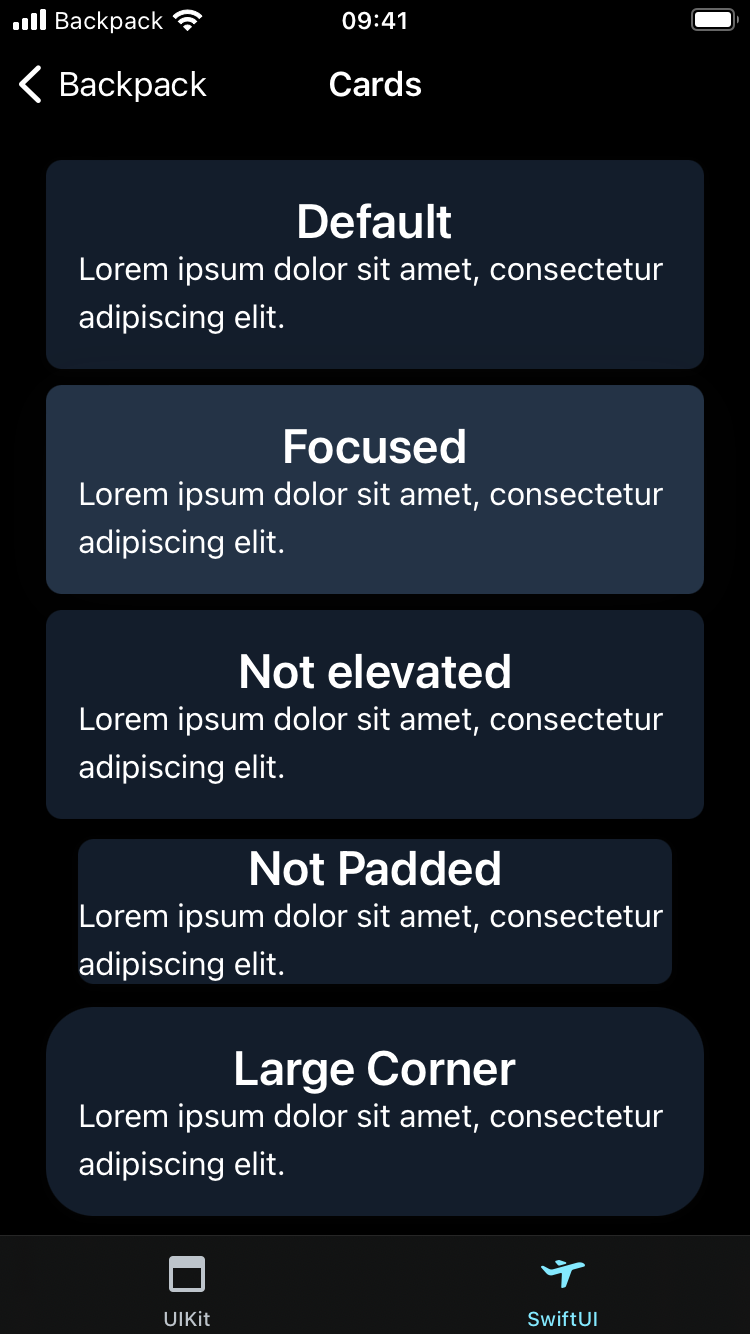 Backpack 09:41
Backpack Cards
Default
Lorem ipsum dolor sit amet, consectetur
adipiscing elit.
Focused
Lorem ipsum dolor sit amet, consectetur
adipiscing elit.
Not elevated
Lorem ipsum dolor sit amet, consectetur
adipiscing elit.
Not Padded
Lorem ipsum dolor sit amet, consectetur
adipiscing elit.
Large Corner
Lorem ipsum dolor sit amet, consectetur
adipiscing elit.
UIKit SwiftUI